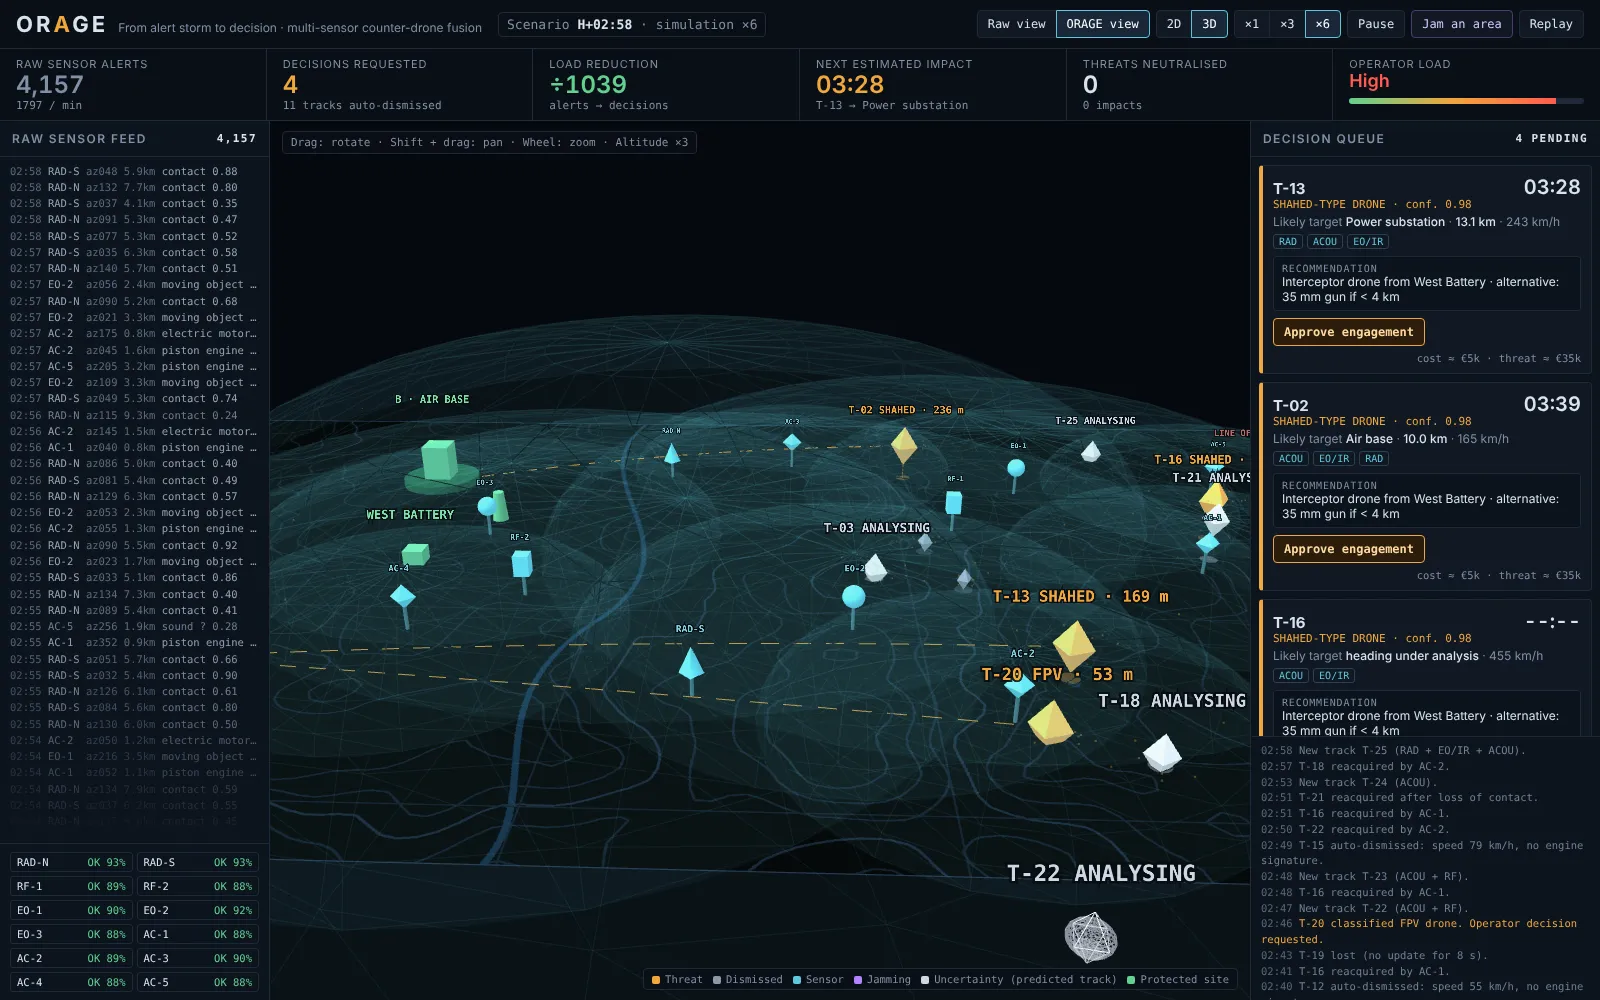 ORAGE From alert storm to decision · multi-sensor counter-drone fusion
Scenario H+02:58 · simulation ×6
Raw view ORAGE view 2D 3D ×1 ×3 ×6 Pause Jam an area Replay
RAW SENSOR ALERTS
4,157
1797 / min
DECISIONS REQUESTED
4
11 tracks auto-dismissed
LOAD REDUCTION
÷1039
alerts → decisions
NEXT ESTIMATED IMPACT
03:28
T-13 → Power substation
THREATS NEUTRALISED
0
0 impacts
OPERATOR LOAD
High
RAW SENSOR FEED 4,157
02:58 RAD-S az048 5.9km contact 0.88
02:58 RAD-N az132 7.7km contact 0.80
02:58 RAD-S az037 4.1km contact 0.35
02:58 RAD-N az091 5.3km contact 0.47
02:58 RAD-S az077 5.3km contact 0.52
02:57 RAD-S az035 6.3km contact 0.58
02:57 RAD-N az140 5.7km contact 0.51
02:57 EO-2 az056 2.4km moving object …
02:57 RAD-N az090 5.2km contact 0.68
02:57 EO-2 az021 3.3km moving object …
02:57 AC-2 az175 0.8km electric motor…
02:57 AC-2 az045 1.6km piston engine …
02:57 AC-5 az205 3.2km piston engine …
02:57 EO-2 az109 3.3km moving object …
02:57 RAD-S az049 5.3km contact 0.74
02:56 RAD-N az115 9.3km contact 0.24
02:56 AC-2 az145 1.5km electric motor…
02:56 AC-1 az040 0.8km piston engine …
02:56 RAD-N az086 5.0km contact 0.40
02:56 RAD-S az081 5.4km contact 0.49
02:56 RAD-N az129 6.3km contact 0.57
02:56 EO-2 az053 2.3km moving object …
02:56 AC-2 az055 1.3km piston engine …
02:56 RAD-N az090 5.5km contact 0.92
02:56 EO-2 az023 1.7km moving object …
02:55 RAD-S az033 5.1km contact 0.86
02:55 RAD-N az134 7.3km contact 0.40
02:55 RAD-N az089 5.4km contact 0.41
02:55 AC-5 az256 1.9km sound ? 0.28
02:55 AC-1 az352 0.9km piston engine …
02:55 RAD-S az051 5.7km contact 0.66
02:55 RAD-S az032 5.4km contact 0.90
02:55 RAD-N az126 6.1km contact 0.61
02:55 RAD-S az084 5.6km contact 0.80
02:55 RAD-N az130 6.0km contact 0.50
02:54 AC-2 az050 1.2km electric motor…
02:54 EO-1 az216 3.5km moving object …
02:54 AC-1 az052 1.1km piston engine …
02:54 RAD-N az134 7.9km contact 0.59
RAD-N OK 93% RAD-S OK 93%
RF-1 OK 89% RF-2 OK 88%
EO-1 OK 90% EO-2 OK 92%
EO-3 OK 88% AC-1 OK 88%
AC-2 OK 89% AC-3 OK 90%
AC-4 OK 88% AC-5 OK 88%
Drag: rotate · Shift + drag: pan · Wheel: zoom · Altitude ×3
B · AIR BASE
T-02 SHAHED · 236 m
T-25 ANALYSING
RAD-N
AC-3
EO-1
LINE-OF
T-16 SHAHED ·
T-21 ANALYS
EO-3
RF-1
WEST BATTERY
T-03 ANALYSING
AC-1
RF-2
AC-4
EO-2
T-13 SHAHED · 169 m
RAD-S
AC-2
T-20 FPV · 53 m
T-18 ANALYSING
T-22 ANALYSING
Threat Dismissed Sensor Jamming Uncertainty (predicted track) Protected site
DECISION QUEUE 4 PENDING
T-13 03:28
SHAHED-TYPE DRONE · conf. 0.98
Likely target Power substation · 13.1 km · 243 km/h
RAD ACOU EO/IR
RECOMMENDATION
Interceptor drone from West Battery · alternative:
35 mm gun if < 4 km
Approve engagement
cost ≈ €5k · threat ≈ €35k
T-02 03:39
SHAHED-TYPE DRONE · conf. 0.98
Likely target Air base · 10.0 km · 165 km/h
ACOU EO/IR RAD
RECOMMENDATION
Interceptor drone from West Battery · alternative:
35 mm gun if < 4 km
Approve engagement
cost ≈ €5k · threat ≈ €35k
T-16 --:--
SHAHED-TYPE DRONE · conf. 0.98
Likely target heading under analysis · 455 km/h
ACOU EO/IR
RECOMMENDATION
Interceptor drone from West Battery · alternative:
35 mm gun if < 4 km
02:58 New track T-25 (RAD + EO/IR + ACOU).
02:57 T-18 reacquired by AC-2.
02:53 New track T-24 (ACOU).
02:51 T-21 reacquired after loss of contact.
02:51 T-16 reacquired by AC-1.
02:50 T-22 reacquired by AC-2.
02:49 T-15 auto-dismissed: speed 79 km/h, no engine
signature.
02:48 New track T-23 (ACOU + RF).
02:48 T-16 reacquired by AC-1.
02:47 New track T-22 (ACOU + RF).
02:46 T-20 classified FPV drone. Operator decision
requested.
02:43 T-19 lost (no update for 8 s).
02:41 T-16 reacquired by AC-1.
02:40 T-12 auto-dismissed: speed 55 km/h, no engine